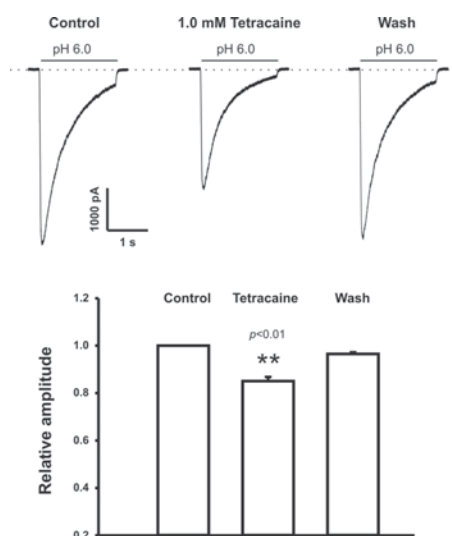 Control 1.0 mM Tetracaine Wash
pH 6.0 pH 6.0 pH 6.0
1000 pA
1 s
1.2
Control Tetracaine Wash
p<0.01
1.0
**
0.8
Relative amplitude
0.6
0.4
0.2